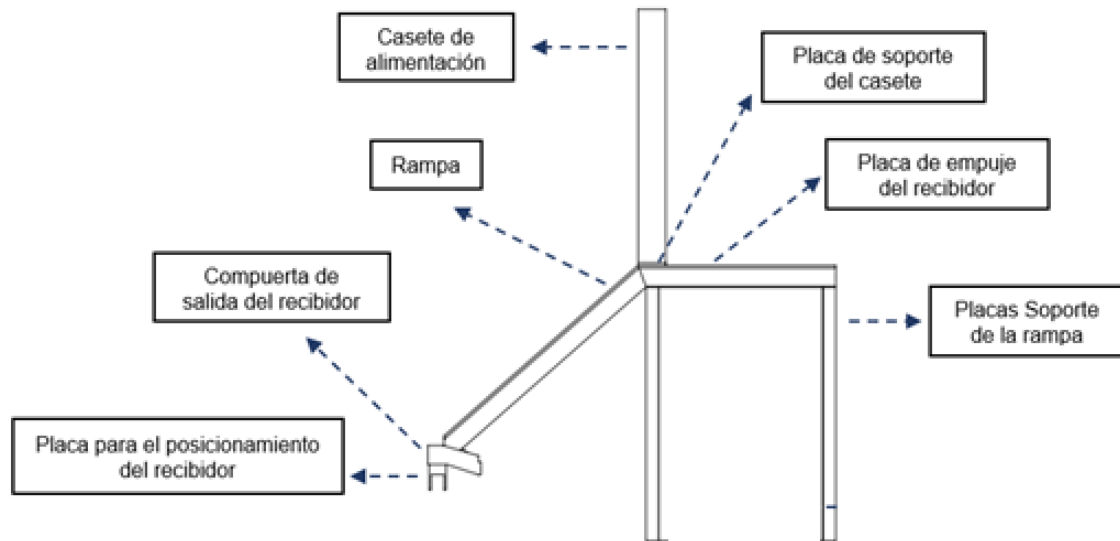 Casete de
alimentación
Placa de soporte
del casete
Rampa
Placa de empuje
del recibidor
Compuerta de
salida del recibidor
Placas Soporte
de la rampa
Placa para el posicionamiento
del recibidor